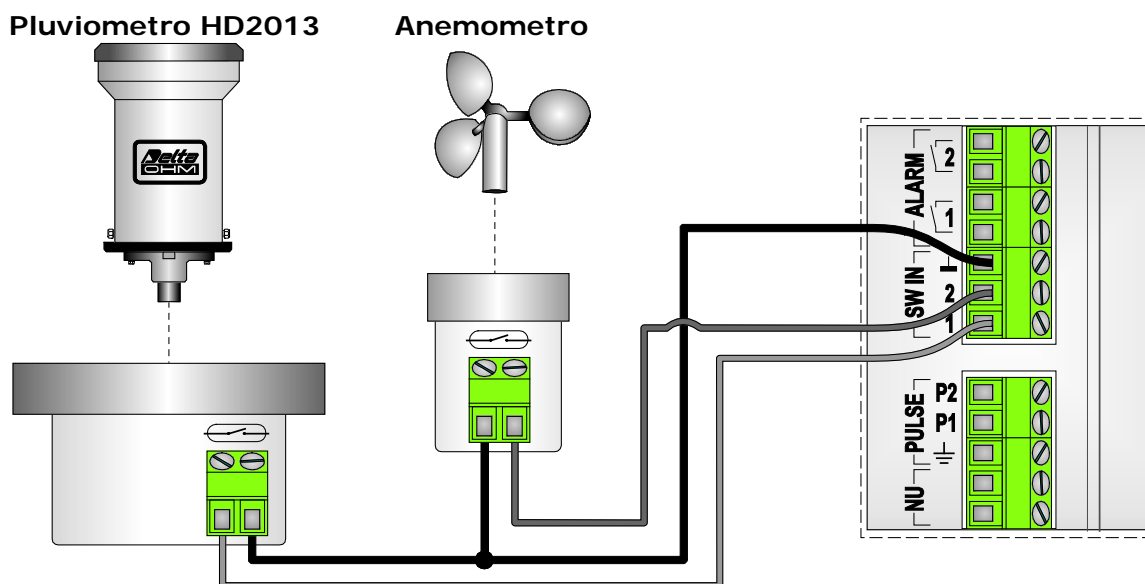 Pluviometro HD2013
Anemometro
Delta
OHM
ALARM
2
1
SW IN
2
1
PULSE
P2
P1
NU